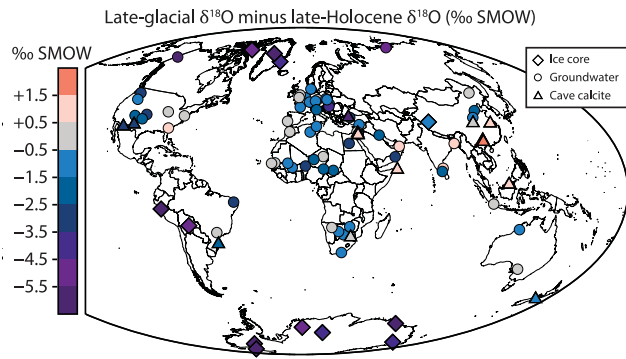 Late-glacial δ¹⁸O minus late-Holocene δ¹⁸O (‰ SMOW)
‰ SMOW
+1.5
+0.5
−0.5
−1.5
−2.5
−3.5
−4.5
−5.5
Ice core
Groundwater
Cave calcite